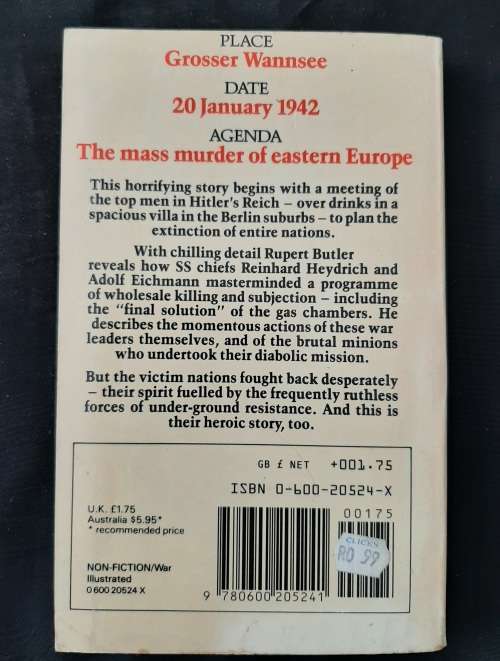 PLACE
Grosser Wannsee
DATE
20 January 1942
AGENDA
The mass murder of eastern Europe
This horrifying story begins with a meeting of
the top men in Hitler's Reich – over drinks in a
spacious villa in the Berlin suburbs – to plan the
extinction of entire nations.
With chilling detail Rupert Butler
reveals how SS chiefs Reinhard Heydrich and
Adolf Eichmann masterminded a programme
of wholesale killing and subjection – including
the “final solution” of the gas chambers. He
describes the momentous actions of these war
leaders themselves, and of the brutal minions
who undertook their diabolic mission.
But the victim nations fought back desperately
– their spirit fuelled by the frequently ruthless
forces of under-ground resistance. And this is
their heroic story, too.
GB £ NET +001.75
ISBN 0-600-20524-X
00175
U.K. £1.75
Australia $5.95*
* recommended price
CLICKS
R0 99
NON-FICTION/War
Illustrated
0 600 20524 X
9 780600 205241